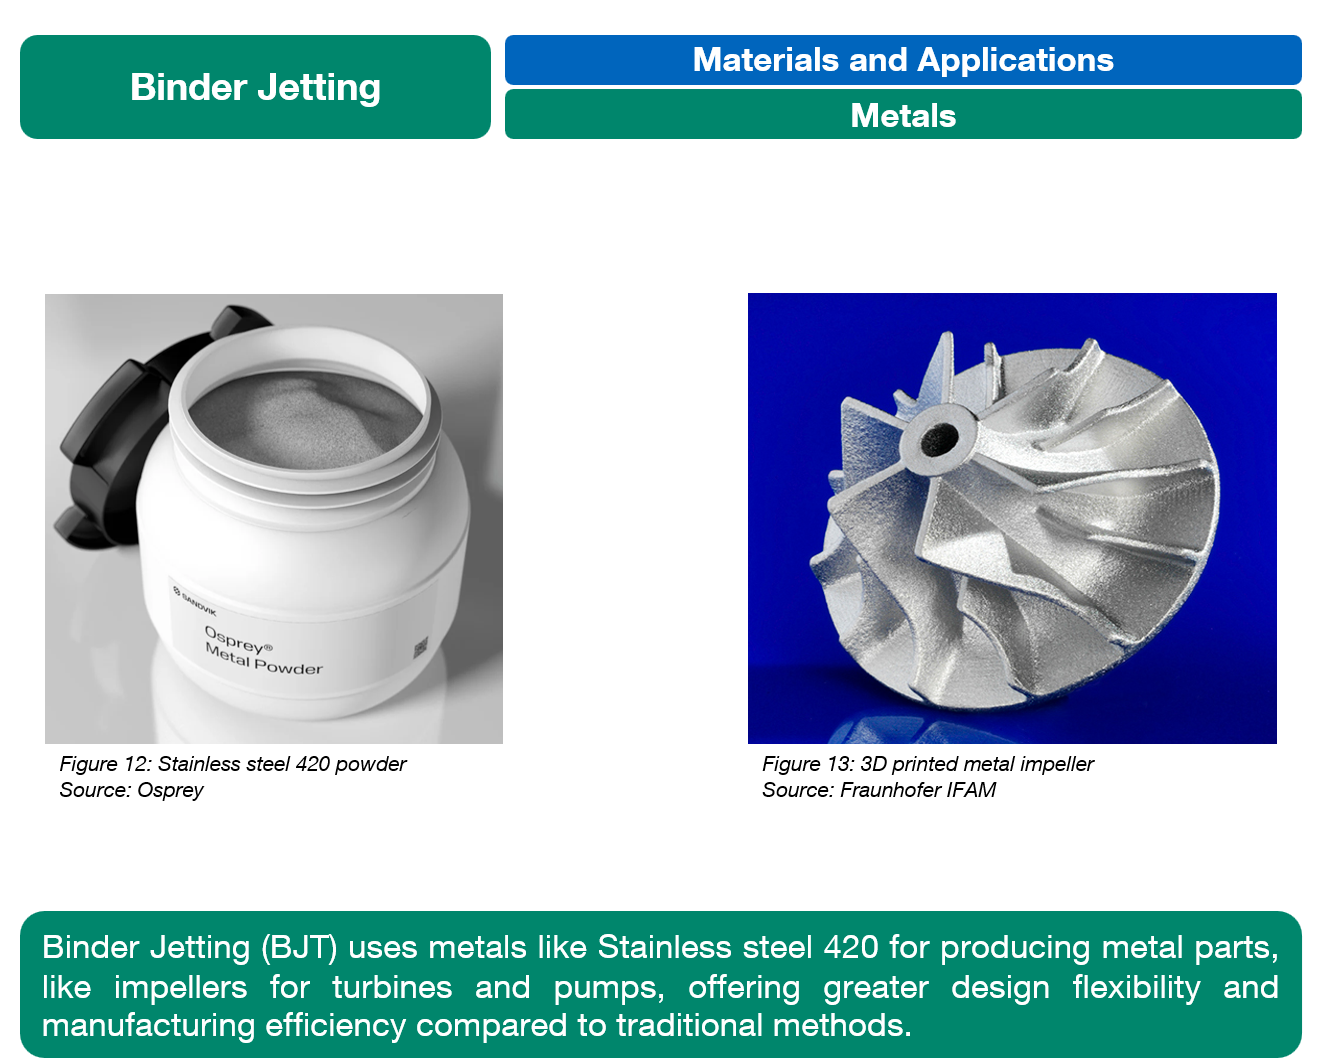 Binder Jetting
Materials and Applications
Metals
SANDVIK
Osprey®
Metal Powder
Figure 12: Stainless steel 420 powder
Source: Osprey
Figure 13: 3D printed metal impeller
Source: Fraunhofer IFAM
Binder Jetting (BJT) uses metals like Stainless steel 420 for producing metal parts,
like impellers for turbines and pumps, offering greater design flexibility and
manufacturing efficiency compared to traditional methods.